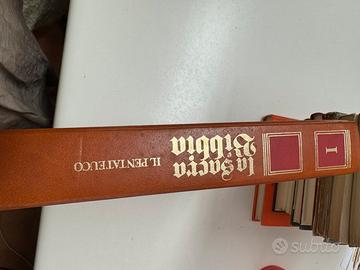 I
la Sacra
Bibbia
IL PENTATEUCO
subito